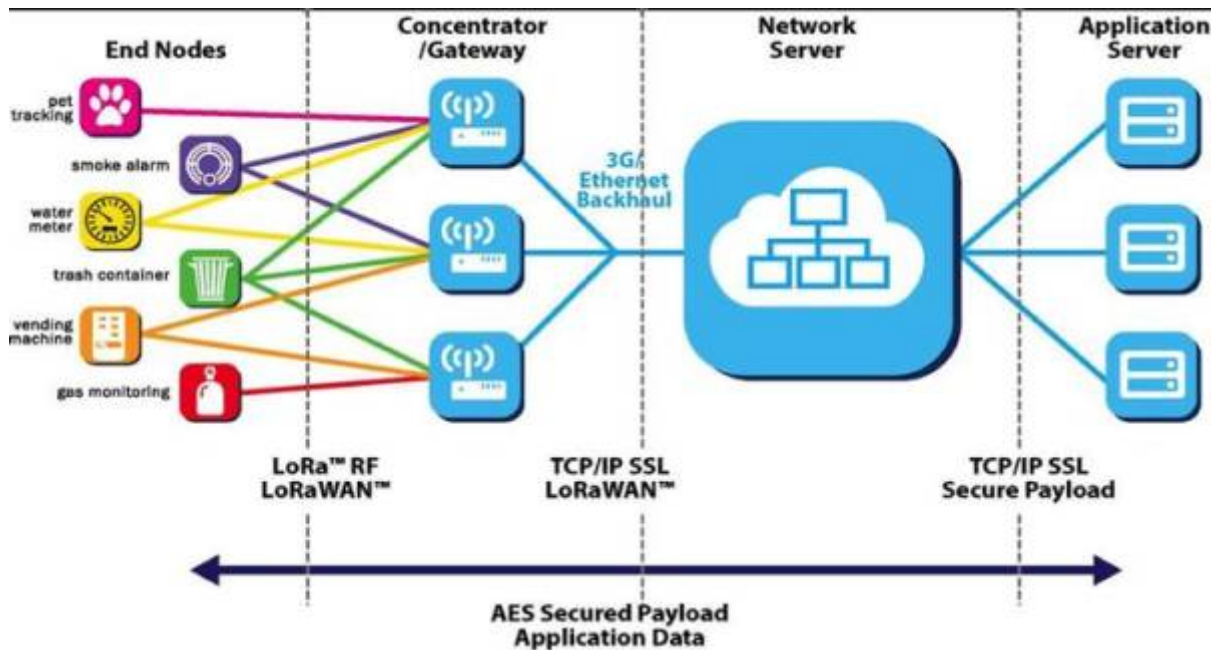 End Nodes
Concentrator
/Gateway
Network
Server
Application
Server
pet
tracking
smoke alarm
water
meter
trash container
vending
machine
gas monitoring
3G/
Ethernet
Backhaul
LoRa™ RF
LoRaWAN™
TCP/IP SSL
LoRaWAN™
TCP/IP SSL
Secure Payload
AES Secured Payload
Application Data